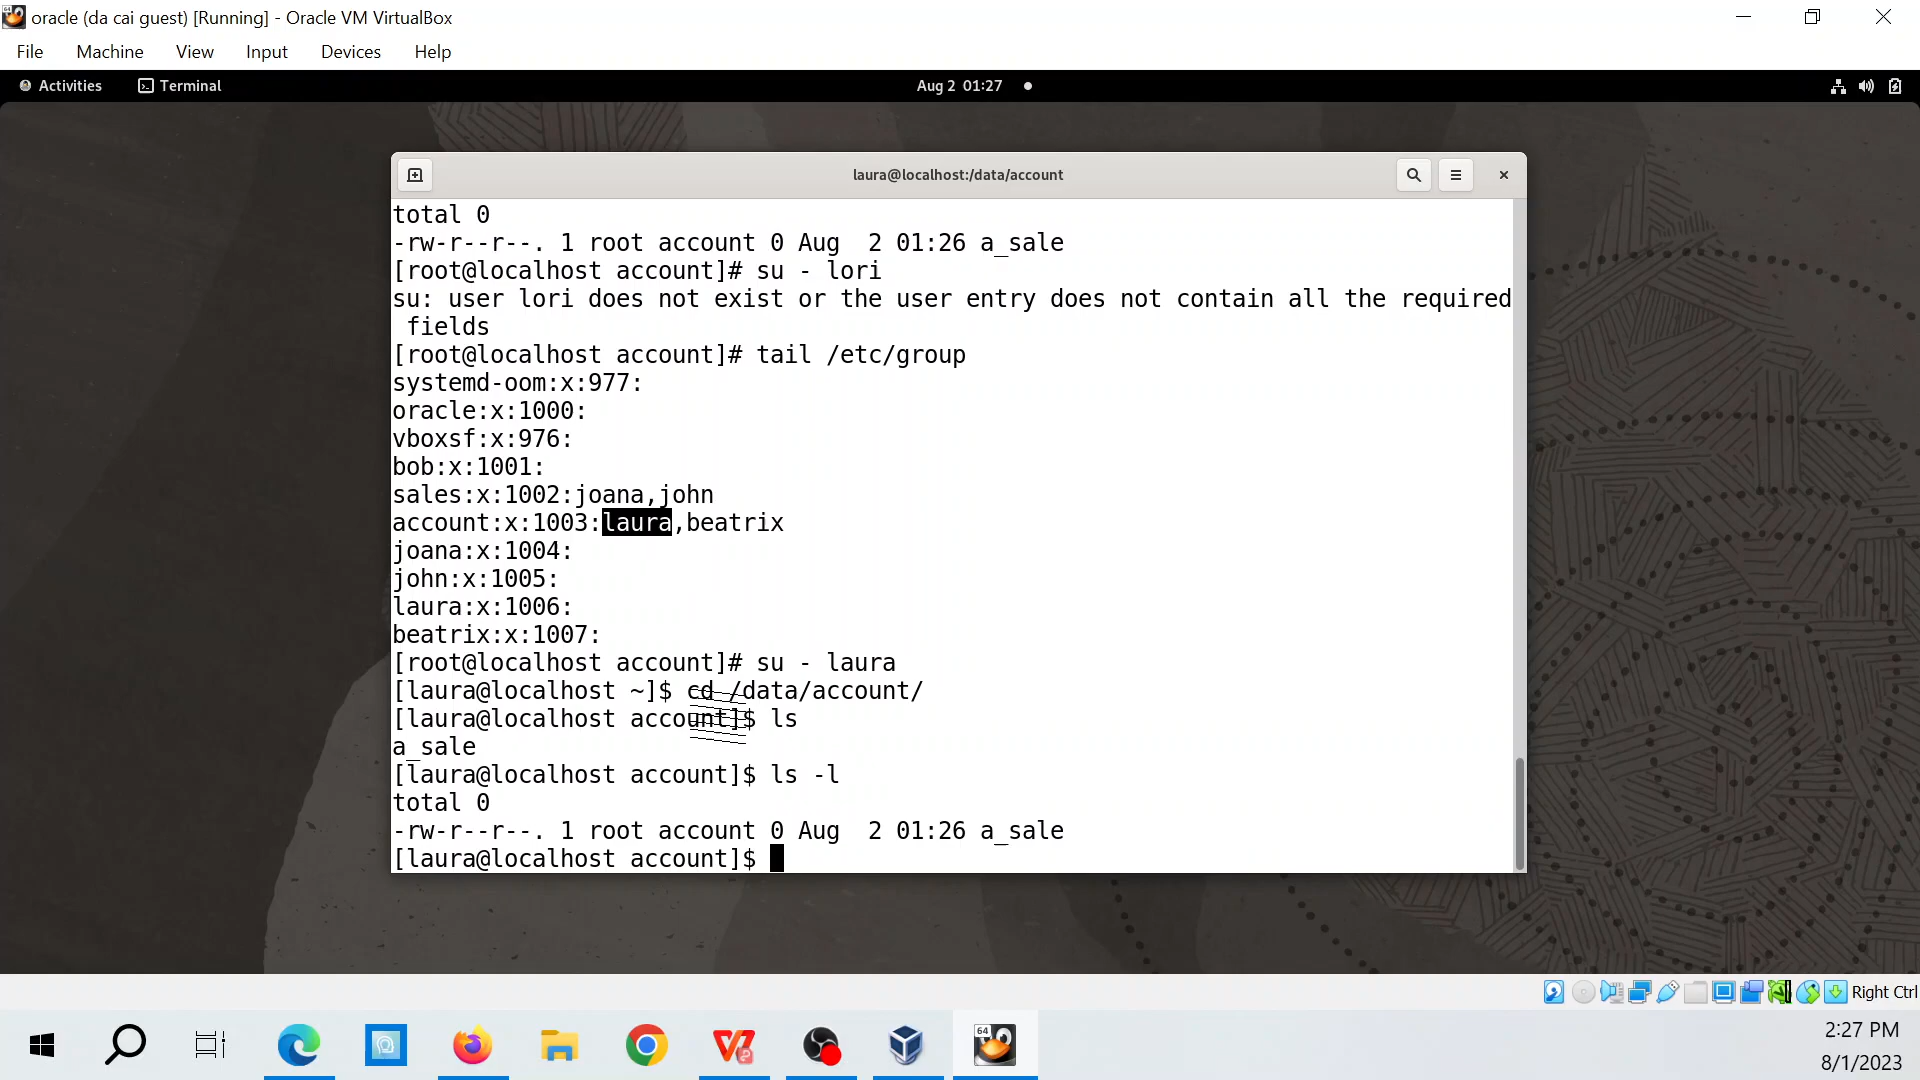 oracle (da cai guest) [Running] - Oracle VM VirtualBox
File Machine View Input Devices Help
Activities Terminal Aug 2 01:27
laura@localhost:/data/account
total 0
-rw-r--r--. 1 root account 0 Aug  2 01:26 a_sale
[root@localhost account]# su - lori
su: user lori does not exist or the user entry does not contain all the required
 fields
[root@localhost account]# tail /etc/group
systemd-oom:x:977:
oracle:x:1000:
vboxsf:x:976:
bob:x:1001:
sales:x:1002:joana,john
account:x:1003:laura,beatrix
joana:x:1004:
john:x:1005:
laura:x:1006:
beatrix:x:1007:
[root@localhost account]# su - laura
[laura@localhost ~]$ cd /data/account/
[laura@localhost account]$ ls
a_sale
[laura@localhost account]$ ls -l
total 0
-rw-r--r--. 1 root account 0 Aug  2 01:26 a_sale
[laura@localhost account]$
Right Ctrl
64
2:27 PM
8/1/2023